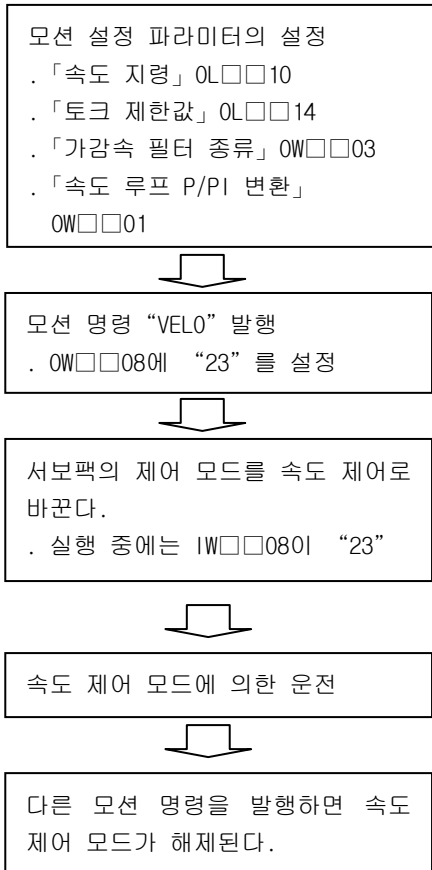 모션 설정 파라미터의 설정
.「속도 지령」OL□□10
.「토크 제한값」OL□□14
.「가감속 필터 종류」OW□□03
.「속도 루프 P/PI 변환」
OW□□01
모션 명령 “VELO” 발행
. OW□□08에 “23”를 설정
서보팩의 제어 모드를 속도 제어로
바꾼다.
. 실행 중에는 IW□□08이 “23”
속도 제어 모드에 의한 운전
다른 모션 명령을 발행하면 속도
제어 모드가 해제된다.